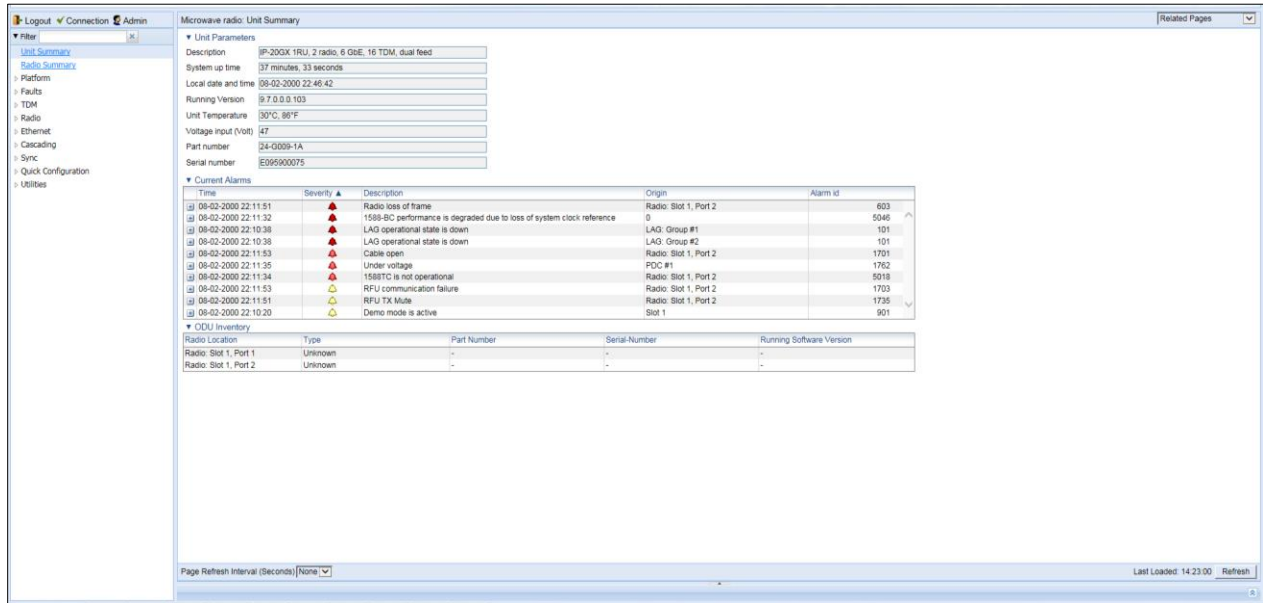 Logout Connection Admin
Filter
Unit Summary
Radio Summary
Platform
Faults
TDM
Radio
Ethernet
Cascading
Sync
Quick Configuration
Utilities
Microwave radio: Unit Summary
Related Pages
Unit Parameters
Description IP-20GX 1RU, 2 radio, 6 GbE, 16 TDM, dual feed
System up time 37 minutes, 33 seconds
Local date and time 08-02-2000 22:46:42
Running Version 9.7.0.0.0.103
Unit Temperature 30°C, 86°F
Voltage input (Volt) 47
Part number 24-G009-1A
Serial number E095900075
Current Alarms
Time Severity Description Origin Alarm id
08-02-2000 22:11:51 Radio loss of frame Radio: Slot 1, Port 2 603
08-02-2000 22:11:32 1588-BC performance is degraded due to loss of system clock reference 0 5046
08-02-2000 22:10:38 LAG operational state is down LAG: Group #1 101
08-02-2000 22:10:38 LAG operational state is down LAG: Group #2 101
08-02-2000 22:11:53 Cable open Radio: Slot 1, Port 2 1701
08-02-2000 22:11:35 Under voltage PDC #1 1762
08-02-2000 22:11:34 1588TC is not operational Radio: Slot 1, Port 2 5018
08-02-2000 22:11:53 RFU communication failure Radio: Slot 1, Port 2 1703
08-02-2000 22:11:51 RFU TX Mute Radio: Slot 1, Port 2 1735
08-02-2000 22:10:20 Demo mode is active Slot 1 901
ODU Inventory
Radio Location Type Part Number Serial-Number Running Software Version
Radio: Slot 1, Port 1 Unknown - - -
Radio: Slot 1, Port 2 Unknown - - -
Page Refresh Interval (Seconds) None
Last Loaded: 14:23:00 Refresh